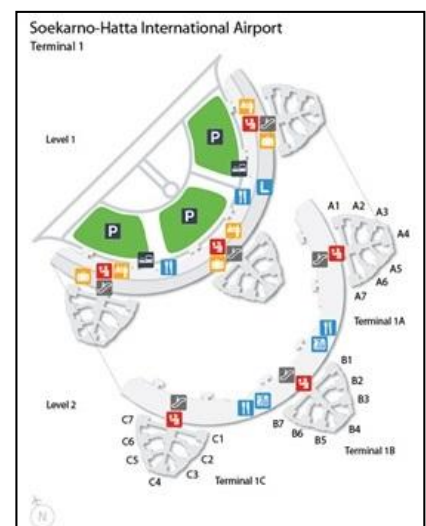 Soekarno-Hatta International Airport
Terminal 1
P
Level 1
P
L
P
A1 A2 A3
A4
A5
A6
A7
Terminal 1A
B1
B2
B3
B4
B5
B6
B7
Terminal 1B
Level 2
C7
C6
C5
C4
C3
C2
C1
Terminal 1C
N